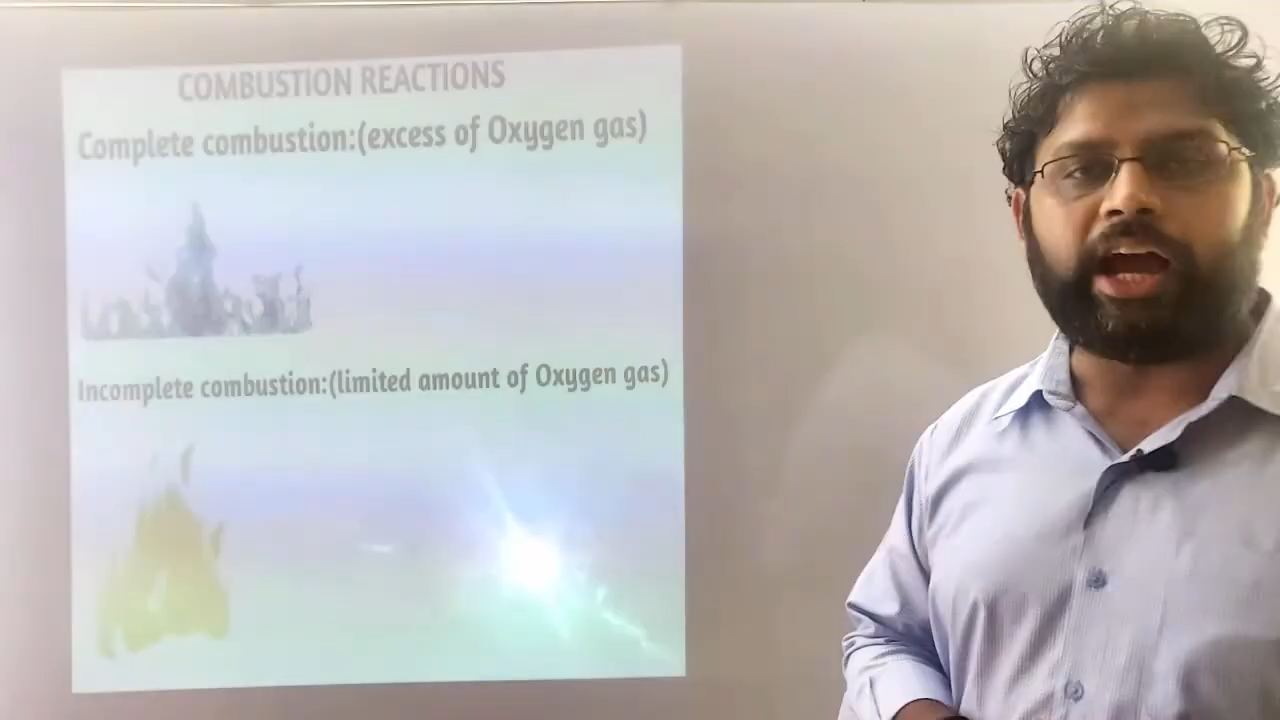 COMBUSTION REACTIONS
Complete combustion:(excess of Oxygen gas)
Incomplete combustion:(limited amount of Oxygen gas)